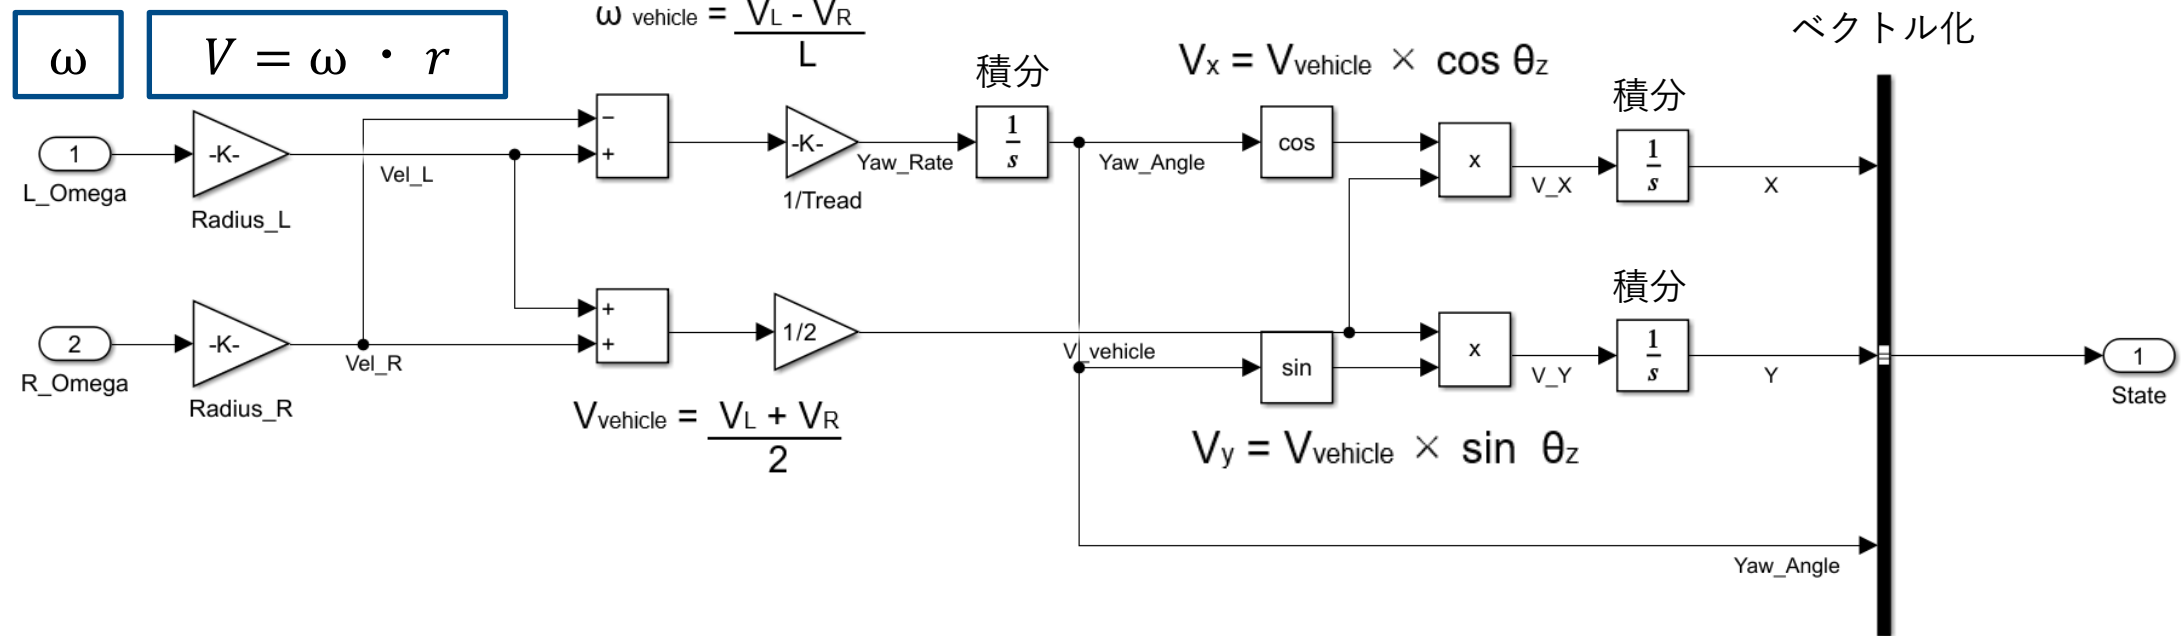 ω
V = ω ・ r
ω vehicle = VL - VR
L
積分
Vx = Vvehicle × cos θz
ベクトル化
積分
1
L_Omega
-K-
Radius_L
Vel_L
−
+
-K-
1/Tread
Yaw_Rate
1
s
Yaw_Angle
cos
x
V_X
1
s
X
積分
2
R_Omega
-K-
Radius_R
Vel_R
+
+
1/2
V_vehicle
sin
x
V_Y
1
s
Y
1
State
Vvehicle = VL + VR
2
Vy = Vvehicle × sin θz
Yaw_Angle